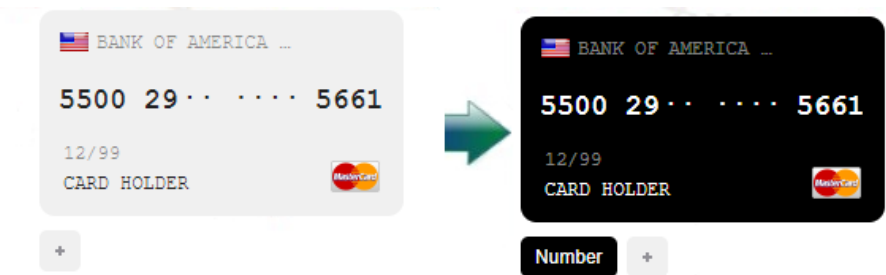 BANK OF AMERICA …
5500 29·· ···· 5661
12/99
CARD HOLDER
MasterCard
+
BANK OF AMERICA …
5500 29·· ···· 5661
12/99
CARD HOLDER
MasterCard
Number +